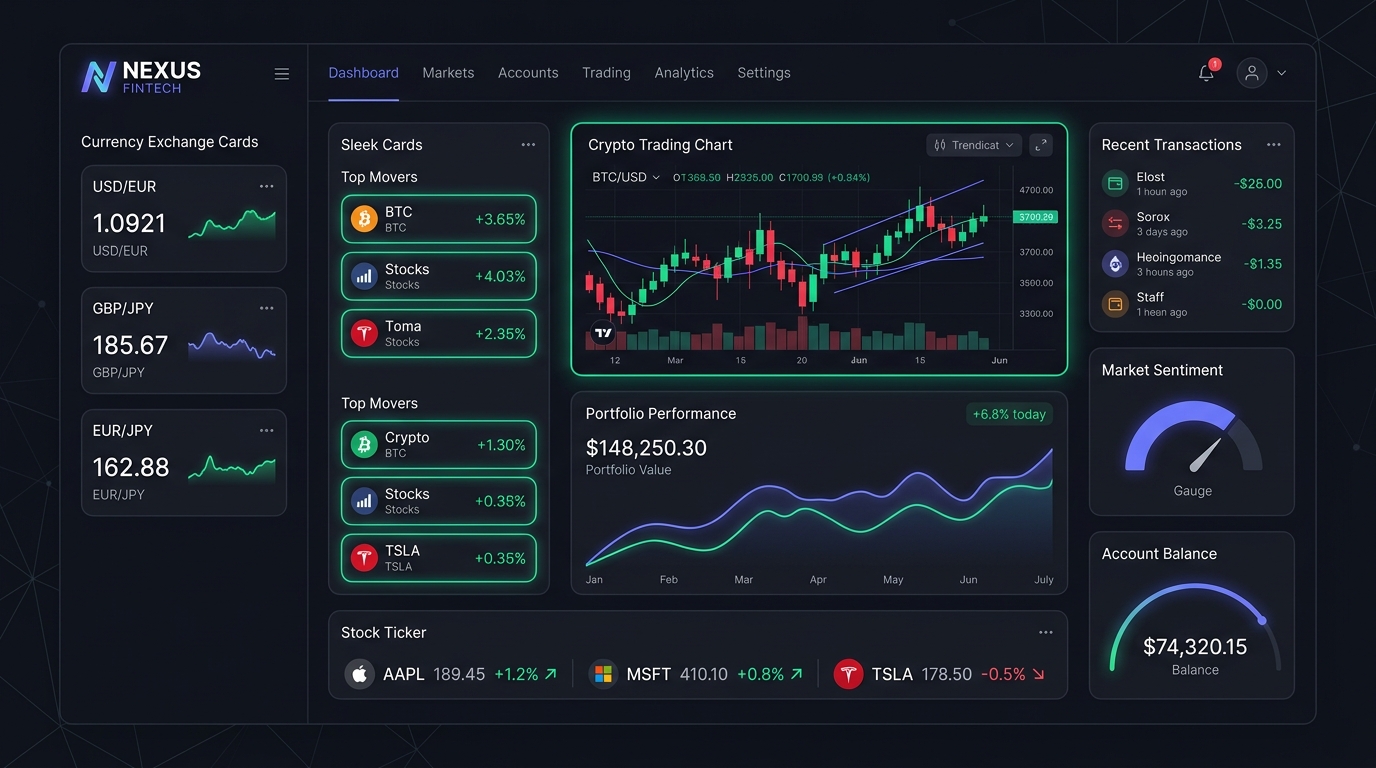 NEXUS
FINTECH
Dashboard
Markets
Accounts
Trading
Analytics
Settings
1
Currency Exchange Cards
USD/EUR
1.0921
USD/EUR
GBP/JPY
185.67
GBP/JPY
EUR/JPY
162.88
EUR/JPY
Sleek Cards
Top Movers
BTC
BTC
+3.65%
Stocks
Stocks
+4.03%
Toma
Stocks
+2.35%
Top Movers
Crypto
BTC
+1.30%
Stocks
Stocks
+0.38%
TSLA
TSLA
+0.35%
Crypto Trading Chart
Trendicat
BTC/USD
O1368.50 H2335.00 C1700.99 (+0.84%)
4700.00
$700.20
3700.00
3500.00
3300.00
12
Mar
15
20
Jun
15
Jun
Portfolio Performance
+6.8% today
$148,250.30
Portfolio Value
Jan
Feb
Mar
Apr
May
Jun
July
Stock Ticker
AAPL 189.45 +1.2%
MSFT 410.10 +0.8%
TSLA 178.50 -0.5%
Recent Transactions
Elost
1 houn ago
-$26.00
Sorox
3 days ago
-$3.25
Heoingomance
3 houns ago
-$1.35
Staff
1 hean ago
-$0.00
Market Sentiment
Gauge
Account Balance
$74,320.15
Balance